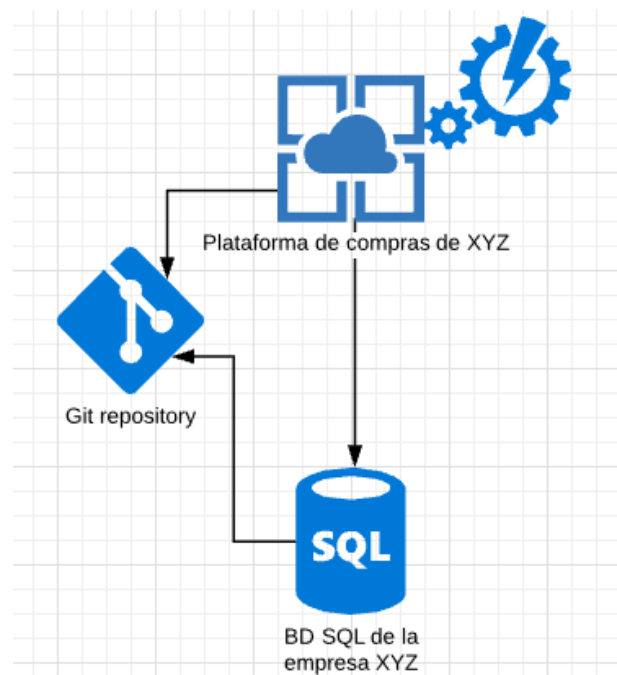 Plataforma de compras de XYZ
Git repository
SQL
BD SQL de la
empresa XYZ